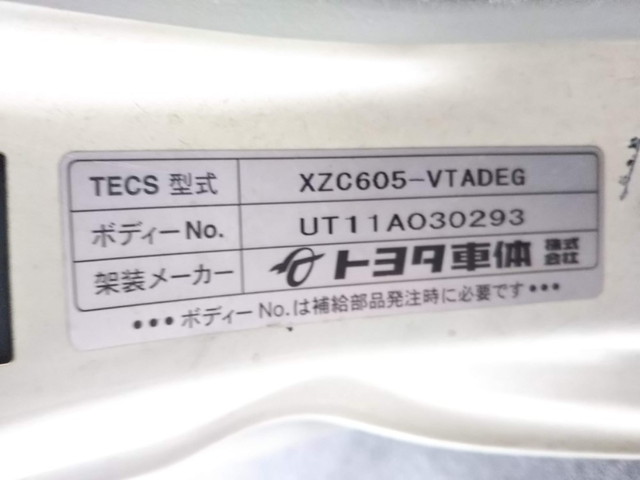 TECS 型式 XZC605-VTADEG
ボディーNo. UT11A030293
架装メーカー トヨタ車体 株式会社
●●● ボディーNo.は補給部品発注時に必要です ●●●